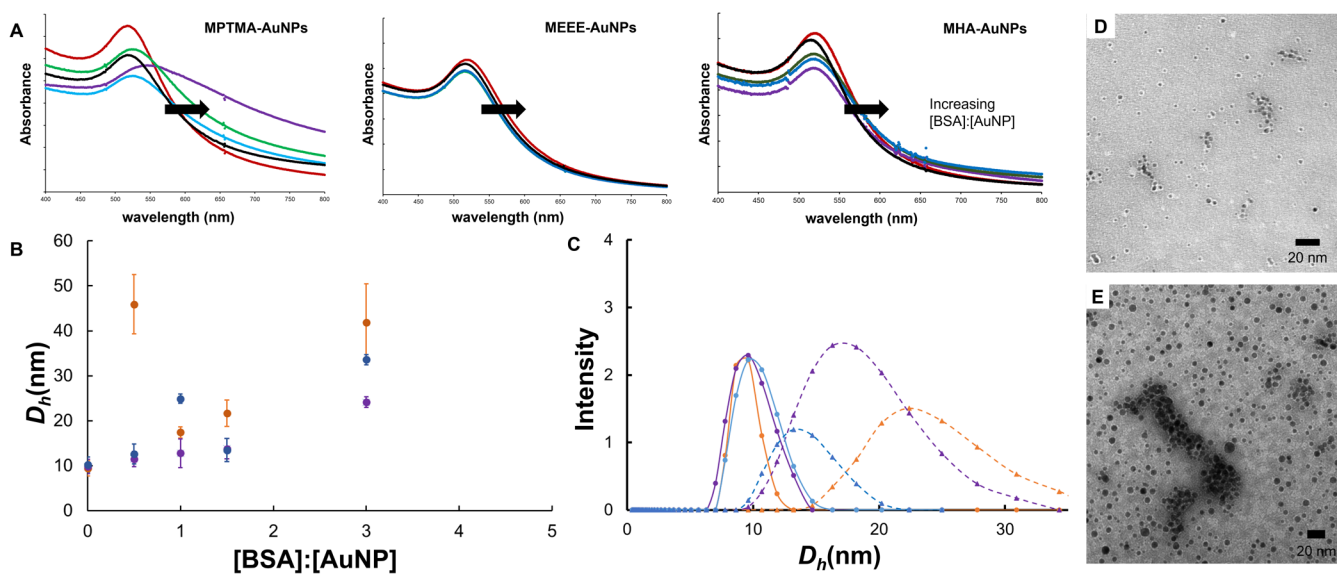 A
MPTMA-AuNPs
Absorbance
400 450 500 550 600 650 700 750 800
wavelength (nm)
MEEE-AuNPs
Absorbance
400 450 500 550 600 650 700 750 800
wavelength (nm)
MHA-AuNPs
Absorbance
Increasing
[BSA]:[AuNP]
400 450 500 550 600 650 700 750 800
wavelength (nm)
B
Dh(nm)
60
50
40
30
20
10
0
0 1 2 3 4 5
[BSA]:[AuNP]
C
Intensity
4
3
2
1
0
0 10 20 30
Dh(nm)
D
20 nm
E
20 nm